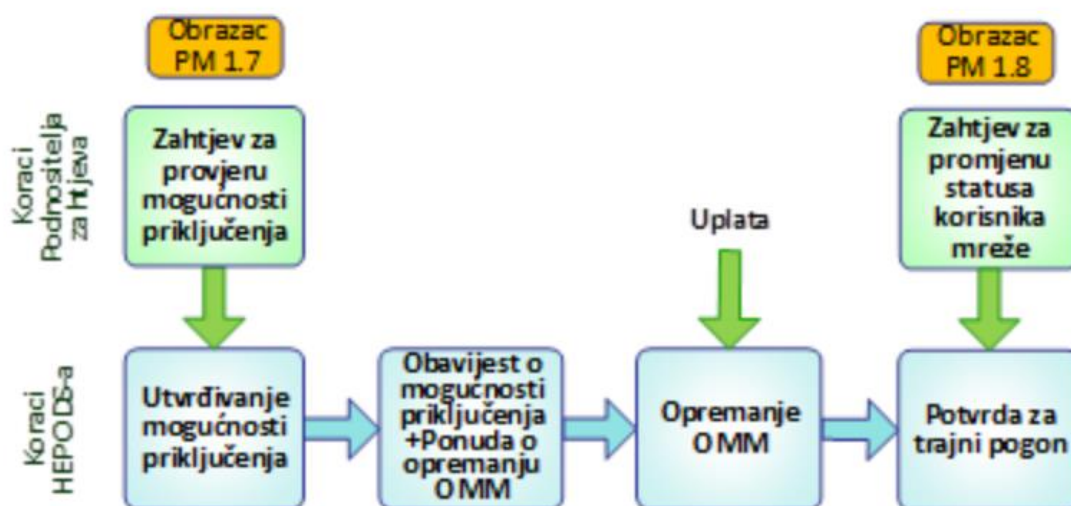 Obrazac
PM 1.7
Obrazac
PM 1.8
Koraci
Podnositelja
zahtjeva
Zahtjev za
provjeru
mogućnosti
priključenja
Uplata
Zahtjev za
promjenu
statusa
korisnika
mreže
Koraci
HEPODS-a
Utvrđivanje
mogućnosti
priključenja
Obavijest o
mogućnosti
priključenja
+Ponuda o
opremanju
OMM
Opremanje
OMM
Potvrda za
trajni pogon